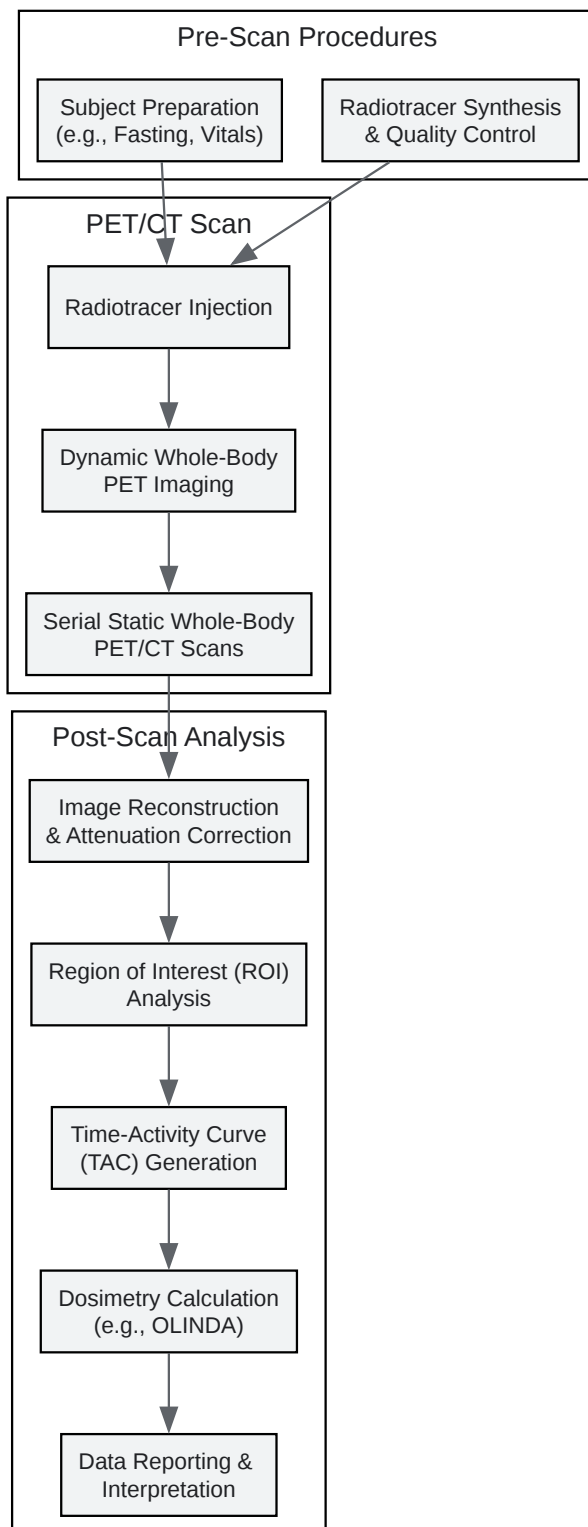 Pre-Scan Procedures
Subject Preparation
(e.g., Fasting, Vitals)
Radiotracer Synthesis
& Quality Control
PET/CT Scan
Radiotracer Injection
Dynamic Whole-Body
PET Imaging
Serial Static Whole-Body
PET/CT Scans
Post-Scan Analysis
Image Reconstruction
& Attenuation Correction
Region of Interest (ROI)
Analysis
Time-Activity Curve
(TAC) Generation
Dosimetry Calculation
(e.g., OLINDA)
Data Reporting &
Interpretation